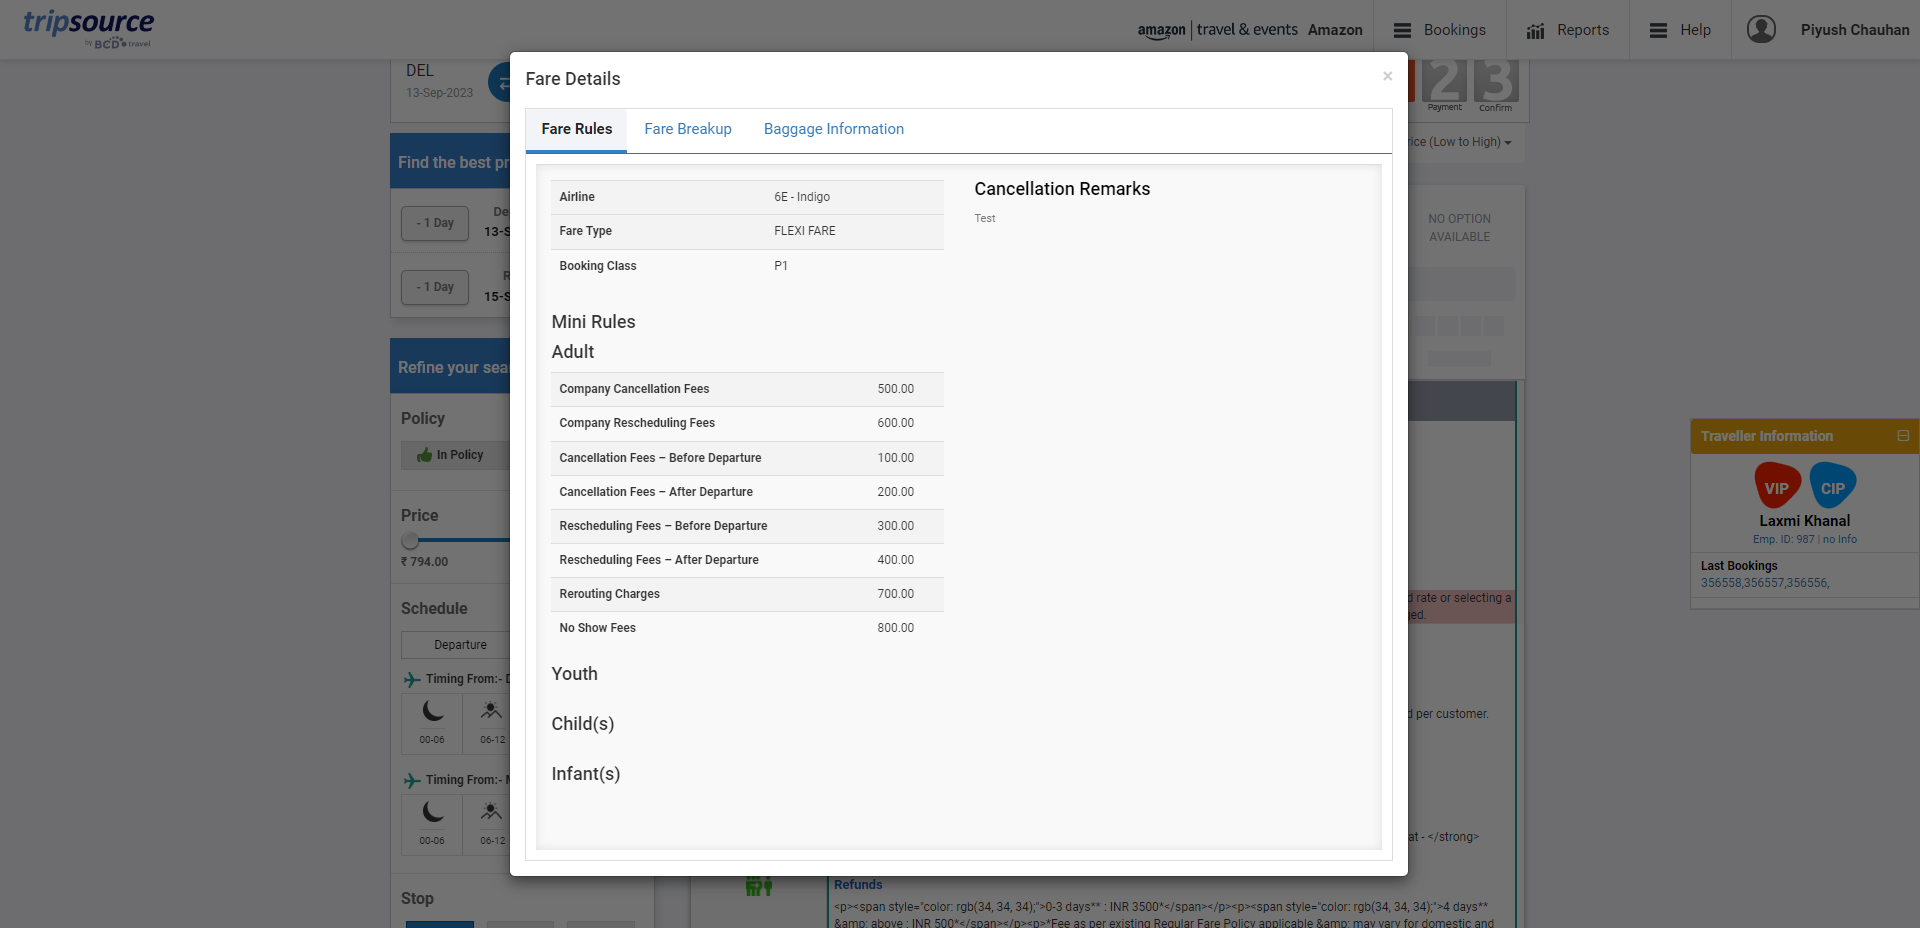 tripsource
by BCD travel
amazon | travel & events Amazon
Bookings
Reports
Help
Piyush Chauhan
DEL
13-Sep-2023
2 3
Payment Confirm
Price (Low to High)
Find the best pr
- 1 Day
De
13-S
- 1 Day
R
15-S
NO OPTION
AVAILABLE
Refine your sea
Policy
In Policy
Price
₹ 794.00
Schedule
Departure
Timing From:- D
00-06 06-12
Timing From:- M
00-06 06-12
Stop
Fare Details ×
Fare Rules Fare Breakup Baggage Information
Airline 6E - Indigo
Fare Type FLEXI FARE
Booking Class P1
Cancellation Remarks
Test
Mini Rules
Adult
Company Cancellation Fees 500.00
Company Rescheduling Fees 600.00
Cancellation Fees – Before Departure 100.00
Cancellation Fees – After Departure 200.00
Rescheduling Fees – Before Departure 300.00
Rescheduling Fees – After Departure 400.00
Rerouting Charges 700.00
No Show Fees 800.00
Youth
Child(s)
Infant(s)
Traveller Information
VIP CIP
Laxmi Khanal
Emp. ID: 987 | no Info
Last Bookings
356558,356557,356556,
d rate or selecting a
ged.
d per customer.
at - </strong>
Refunds
<p><span style="color: rgb(34, 34, 34);">0-3 days** : INR 3500*</span></p><p><span style="color: rgb(34, 34, 34);">4 days**
&amp; above : INR 500*</span></p><p>*Fee as per existing Regular Fare Policy applicable &amp; may vary for domestic and